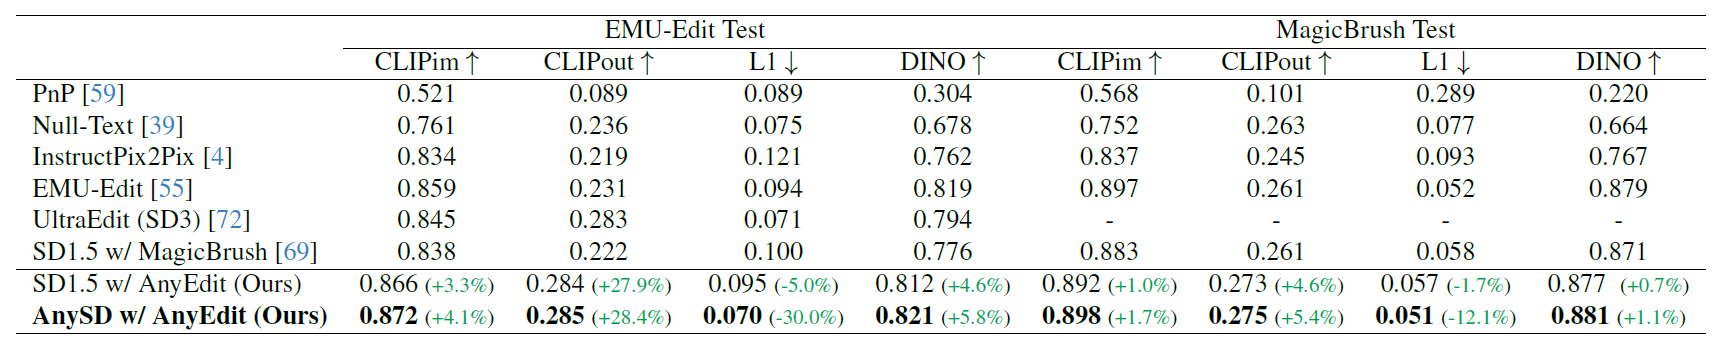 EMU-Edit Test MagicBrush Test
CLIPim ↑ CLIPout ↑ L1 ↓ DINO ↑ CLIPim ↑ CLIPout ↑ L1 ↓ DINO ↑
PnP [59] 0.521 0.089 0.089 0.304 0.568 0.101 0.289 0.220
Null-Text [39] 0.761 0.236 0.075 0.678 0.752 0.263 0.077 0.664
InstructPix2Pix [4] 0.834 0.219 0.121 0.762 0.837 0.245 0.093 0.767
EMU-Edit [55] 0.859 0.231 0.094 0.819 0.897 0.261 0.052 0.879
UltraEdit (SD3) [72] 0.845 0.283 0.071 0.794 - - - -
SD1.5 w/ MagicBrush [69] 0.838 0.222 0.100 0.776 0.883 0.261 0.058 0.871
SD1.5 w/ AnyEdit (Ours) 0.866 (+3.3%) 0.284 (+27.9%) 0.095 (-5.0%) 0.812 (+4.6%) 0.892 (+1.0%) 0.273 (+4.6%) 0.057 (-1.7%) 0.877 (+0.7%)
AnySD w/ AnyEdit (Ours) 0.872 (+4.1%) 0.285 (+28.4%) 0.070 (-30.0%) 0.821 (+5.8%) 0.898 (+1.7%) 0.275 (+5.4%) 0.051 (-12.1%) 0.881 (+1.1%)